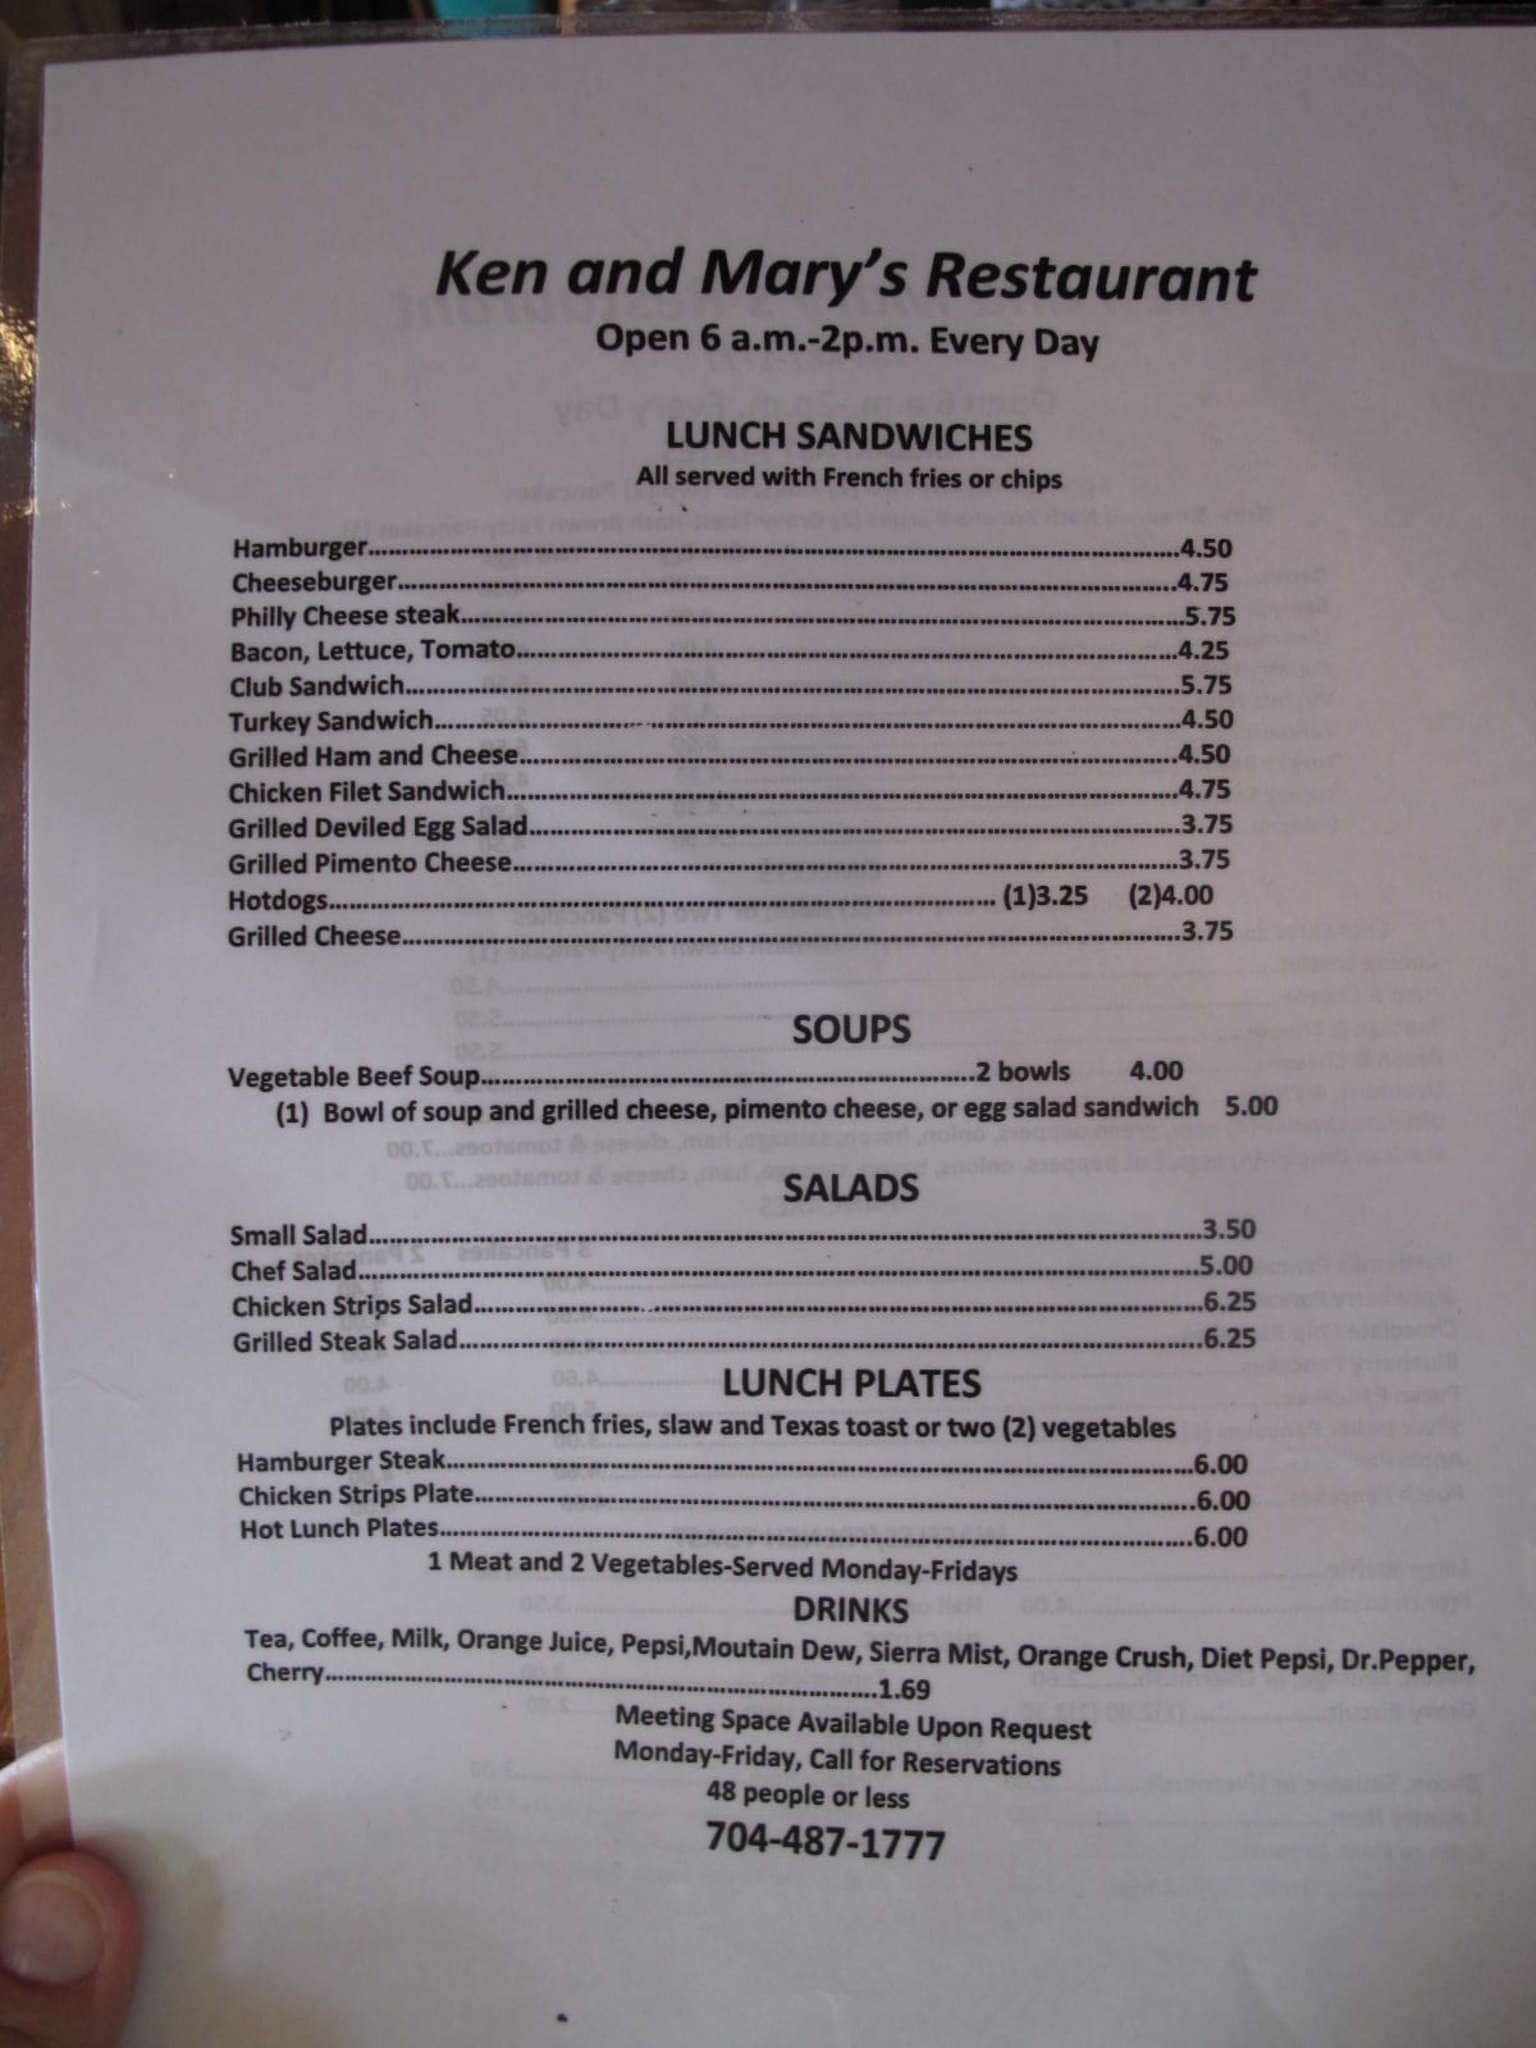 Ken and Mary's Restaurant
Open 6 a.m.-2p.m. Every Day
LUNCH SANDWICHES
All served with French fries or chips
Hamburger....4.50
Cheeseburger....4.75
Philly Cheese steak....5.75
Bacon, Lettuce, Tomato....4.25
Club Sandwich....5.75
Turkey Sandwich....4.50
Grilled Ham and Cheese....4.50
Chicken Filet Sandwich....4.75
Grilled Deviled Egg Salad....3.75
Grilled Pimento Cheese....3.75
Hotdogs.... (1)3.25 (2)4.00
Grilled Cheese....3.75
SOUPS
Vegetable Beef Soup....2 bowls 4.00
(1) Bowl of soup and grilled cheese, pimento cheese, or egg salad sandwich 5.00
SALADS
Small Salad....3.50
Chef Salad....5.00
Chicken Strips Salad....6.25
Grilled Steak Salad....6.25
LUNCH PLATES
Plates include French fries, slaw and Texas toast or two (2) vegetables
Hamburger Steak....6.00
Chicken Strips Plate....6.00
Hot Lunch Plates....6.00
1 Meat and 2 Vegetables-Served Monday-Fridays
DRINKS
Tea, Coffee, Milk, Orange Juice, Pepsi,Moutain Dew, Sierra Mist, Orange Crush, Diet Pepsi, Dr.Pepper,
Cherry....1.69
Meeting Space Available Upon Request
Monday-Friday, Call for Reservations
48 people or less
704-487-1777